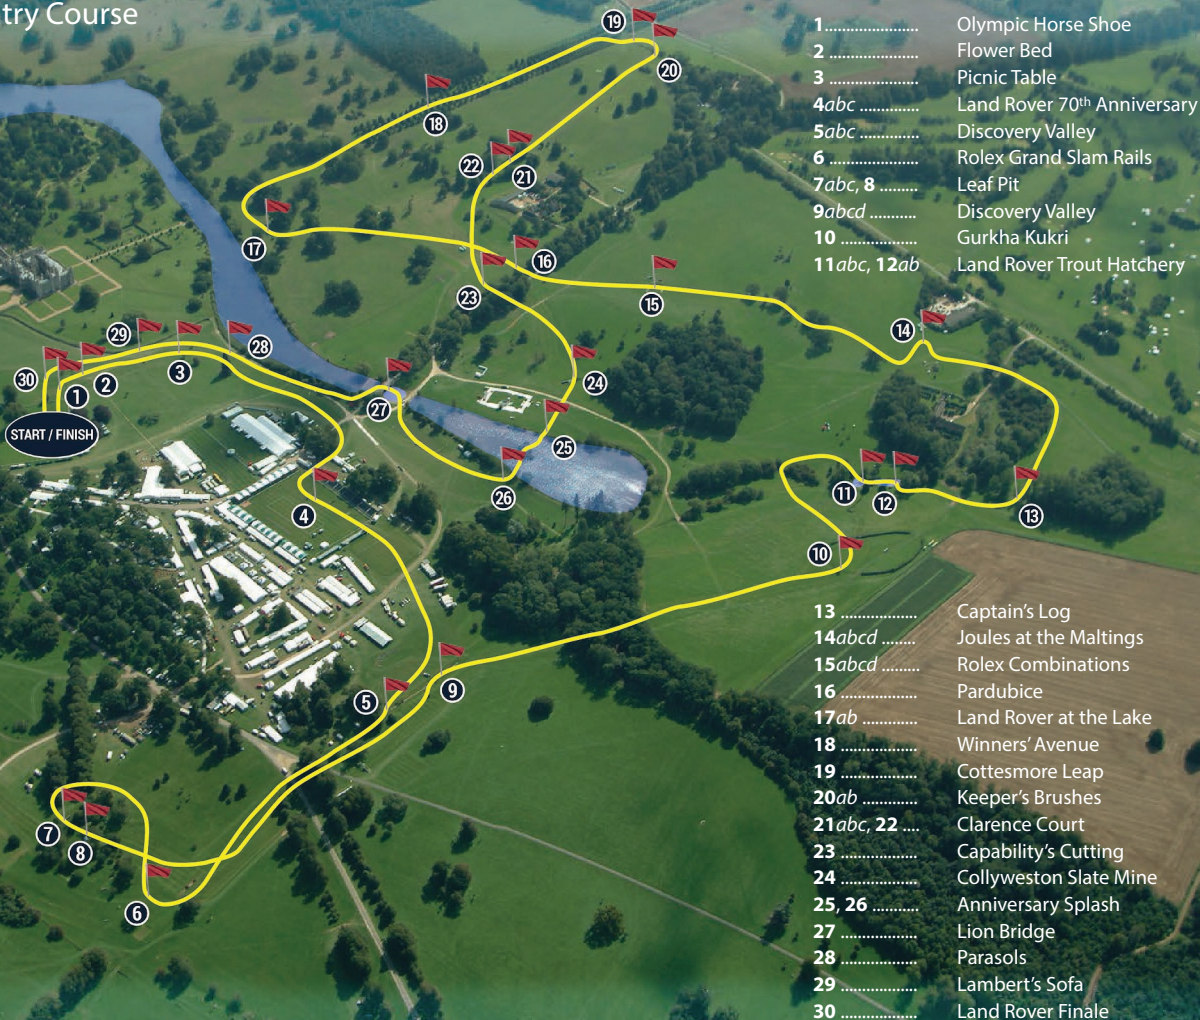 try Course
1...................... Olympic Horse Shoe
2 ..................... Flower Bed
3 ..................... Picnic Table
4abc .............. Land Rover 70th Anniversary
5abc .............. Discovery Valley
6 ..................... Rolex Grand Slam Rails
7abc, 8 ......... Leaf Pit
9abcd ........... Discovery Valley
10 .................. Gurkha Kukri
11abc, 12ab Land Rover Trout Hatchery
13 .................. Captain's Log
14abcd ........ Joules at the Maltings
15abcd ......... Rolex Combinations
16 .................. Pardubice
17ab ............. Land Rover at the Lake
18 .................. Winners' Avenue
19 .................. Cottesmore Leap
20ab ............. Keeper's Brushes
21abc, 22 .... Clarence Court
23 .................. Capability's Cutting
24 .................. Collyweston Slate Mine
25, 26 ........... Anniversary Splash
27 .................. Lion Bridge
28 .................. Parasols
29 .................. Lambert's Sofa
30 .................. Land Rover Finale
19
20
18
22
21
17
16
23
15
14
29
28
3
30
1
2
27
24
START / FINISH
25
26
11
12
4
13
10
5
9
7
8
6